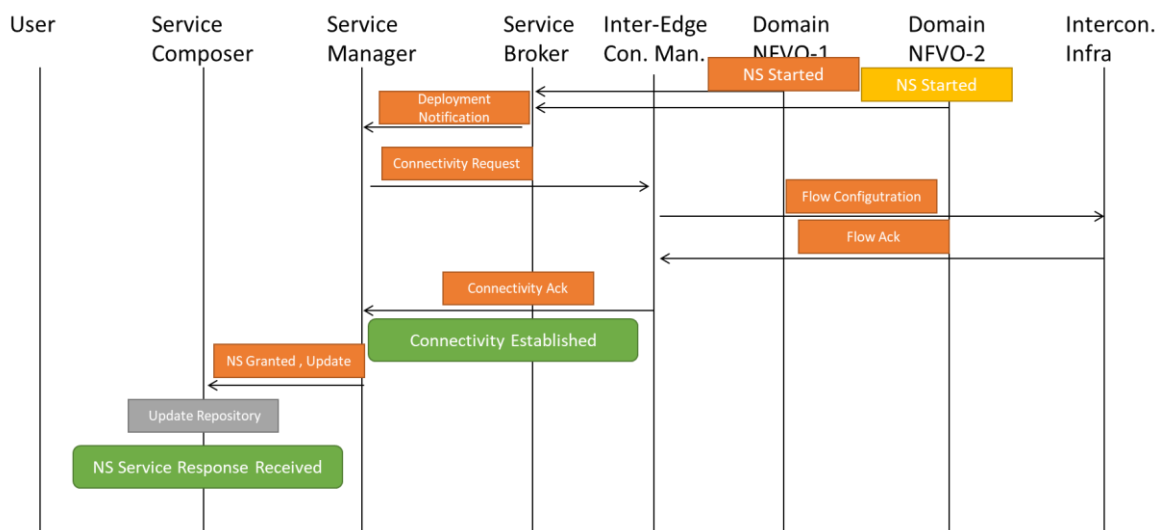 User
Service
Composer
Service
Manager
Service
Broker
Inter-Edge
Con. Man.
Domain
NFVO-1
Domain
NFVO-2
Intercon.
Infra
NS Started
NS Started
Deployment
Notification
Connectivity Request
Flow Configutration
Flow Ack
Connectivity Ack
Connectivity Established
NS Granted , Update
Update Repository
NS Service Response Received